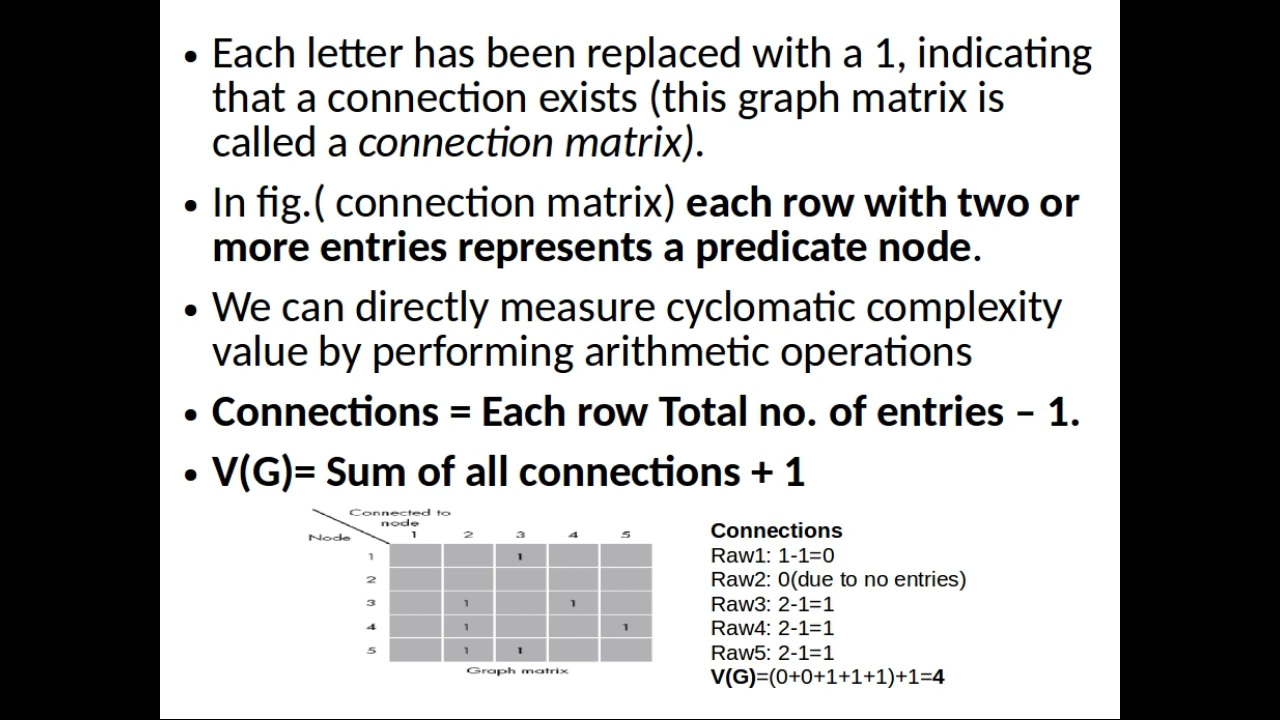 • Each letter has been replaced with a 1, indicating
that a connection exists (this graph matrix is
called a connection matrix).
• In fig.( connection matrix) each row with two or
more entries represents a predicate node.
• We can directly measure cyclomatic complexity
value by performing arithmetic operations
• Connections = Each row Total no. of entries – 1.
• V(G)= Sum of all connections + 1
Connected to
node
Node 1 2 3 4 5
1 1
2
3 1 1
4 1 1
5 1 1
Graph matrix
Connections
Raw1: 1-1=0
Raw2: 0(due to no entries)
Raw3: 2-1=1
Raw4: 2-1=1
Raw5: 2-1=1
V(G)=(0+0+1+1+1)+1=4